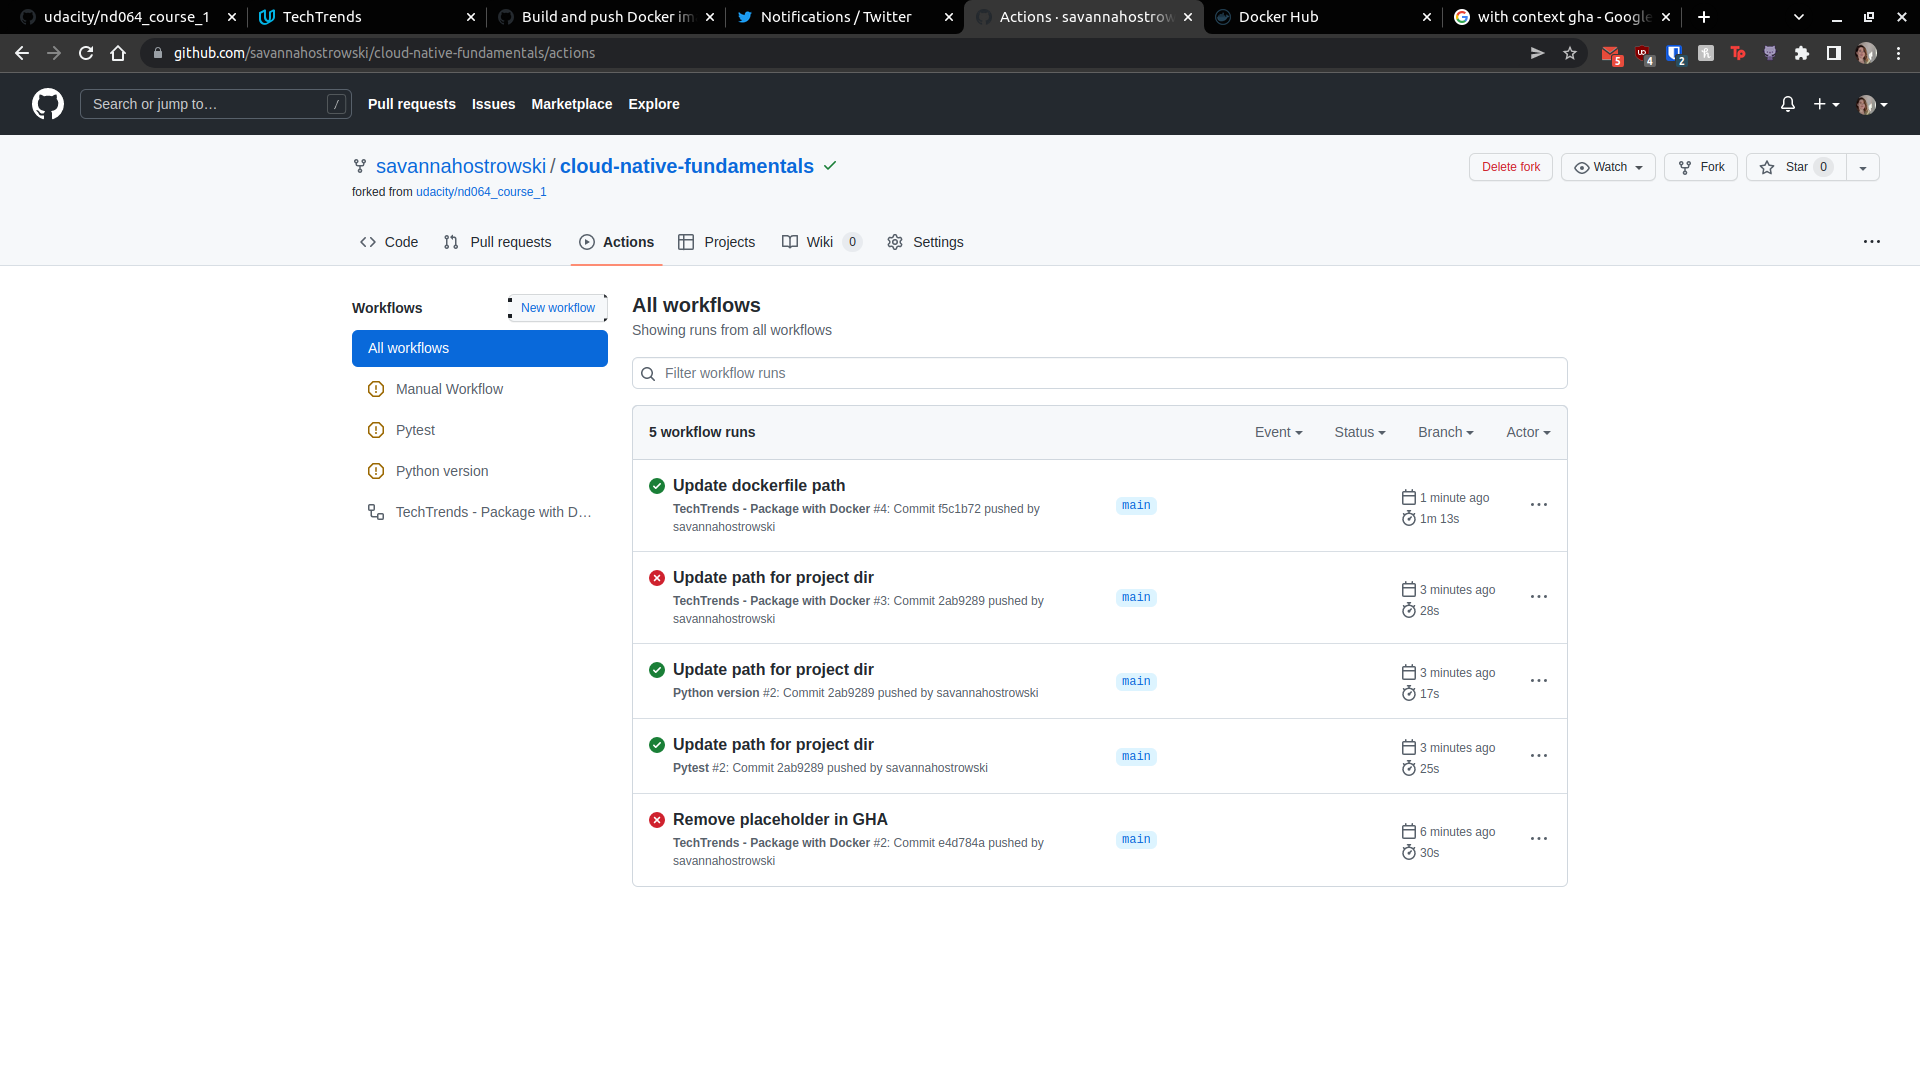 udacity/nd064_course_1
TechTrends
Build and push Docker im
Notifications / Twitter
Actions · savannahostrow
Docker Hub
with context gha - Google
github.com/savannahostrowski/cloud-native-fundamentals/actions
5
4
2
Search or jump to…
/
Pull requests
Issues
Marketplace
Explore
savannahostrowski / cloud-native-fundamentals
forked from udacity/nd064_course_1
Delete fork
Watch
Fork
Star 0
Code
Pull requests
Actions
Projects
Wiki 0
Settings
Workflows
New workflow
All workflows
Manual Workflow
Pytest
Python version
TechTrends - Package with D…
All workflows
Showing runs from all workflows
Filter workflow runs
5 workflow runs
Event
Status
Branch
Actor
Update dockerfile path
TechTrends - Package with Docker #4: Commit f5c1b72 pushed by
savannahostrowski
main
1 minute ago
1m 13s
Update path for project dir
TechTrends - Package with Docker #3: Commit 2ab9289 pushed by
savannahostrowski
main
3 minutes ago
28s
Update path for project dir
Python version #2: Commit 2ab9289 pushed by savannahostrowski
main
3 minutes ago
17s
Update path for project dir
Pytest #2: Commit 2ab9289 pushed by savannahostrowski
main
3 minutes ago
25s
Remove placeholder in GHA
TechTrends - Package with Docker #2: Commit e4d784a pushed by
savannahostrowski
main
6 minutes ago
30s